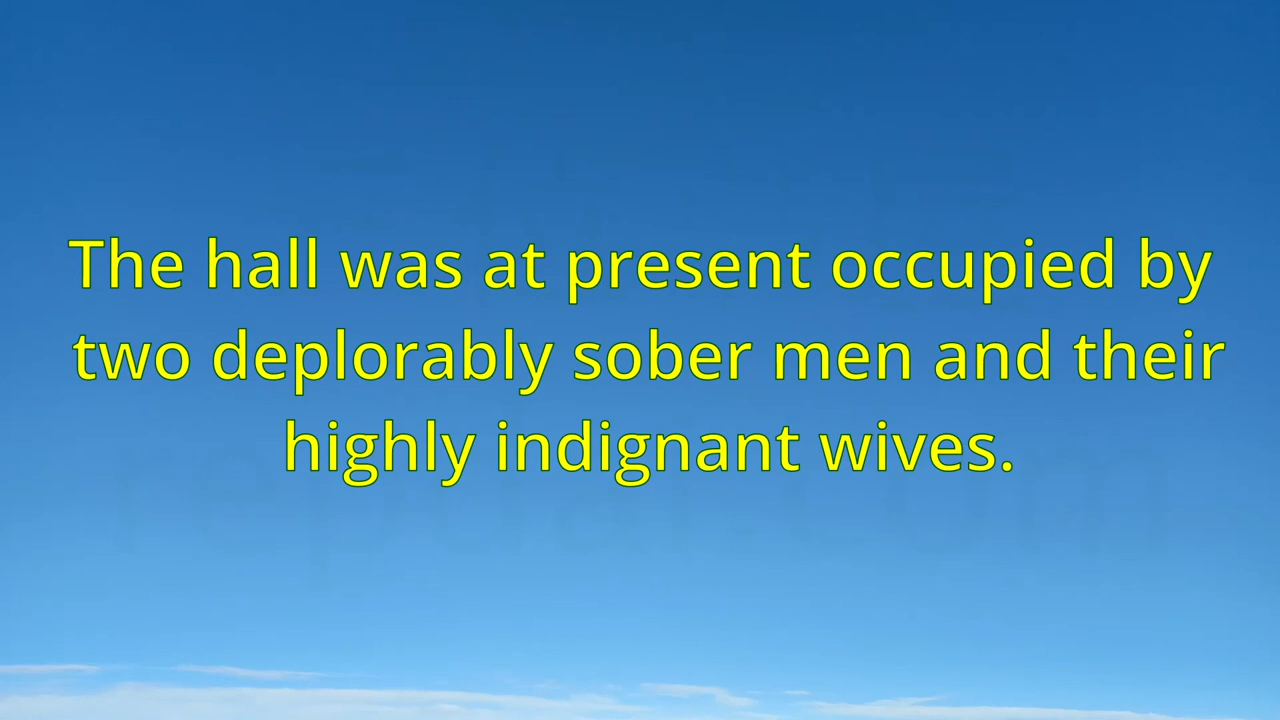 The hall was at present occupied by
two deplorably sober men and their
highly indignant wives.